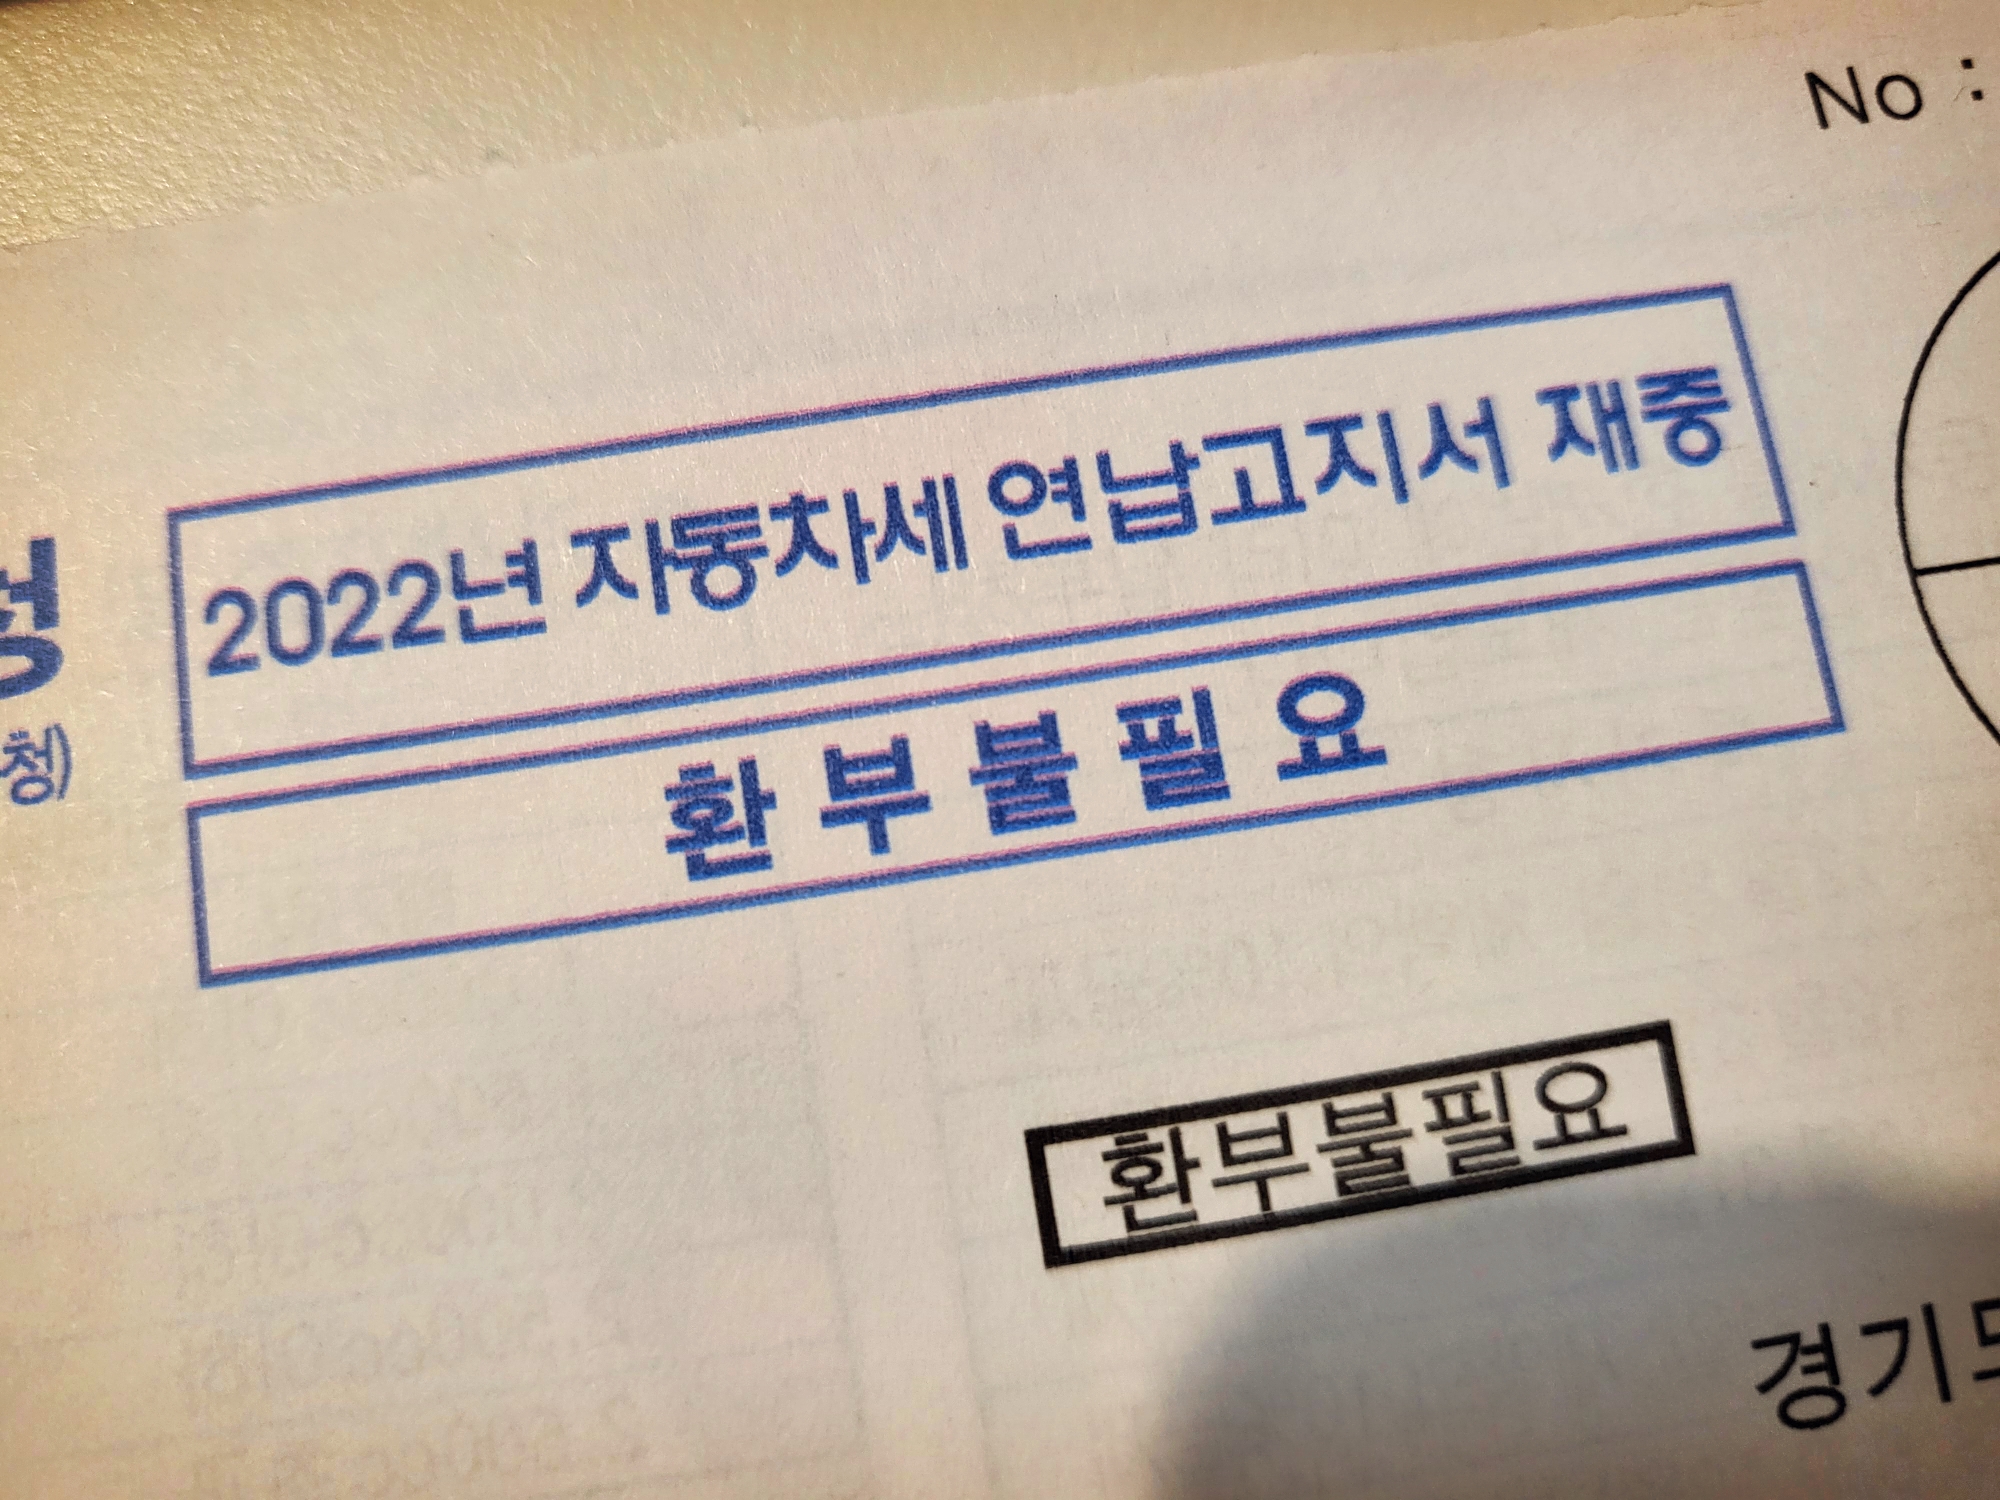 No :
2022년 자동차세 연납고지서 재중
청)
환 부 불 필 요
환부불필요
경기